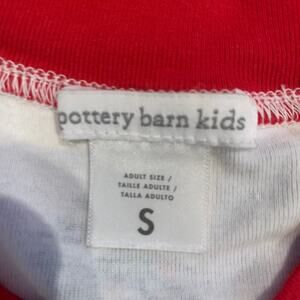 pottery barn kids
ADULT SIZE /
TAILLE ADULTE /
TALLA ADULTO
S